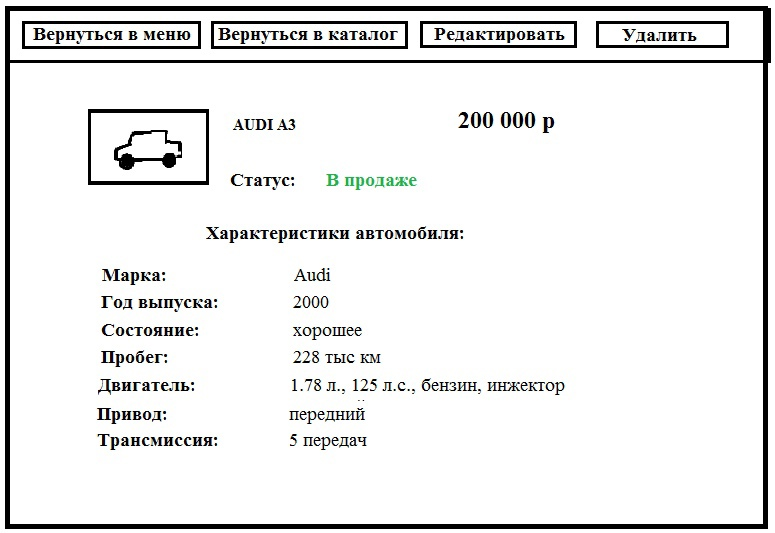 Вернуться в меню Вернуться в каталог Редактировать Удалить
AUDI A3 200 000 р
Статус: В продаже
Характеристики автомобиля:
Марка: Audi
Год выпуска: 2000
Состояние: хорошее
Пробег: 228 тыс км
Двигатель: 1.78 л., 125 л.с., бензин, инжектор
Привод: передний
Трансмиссия: 5 передач